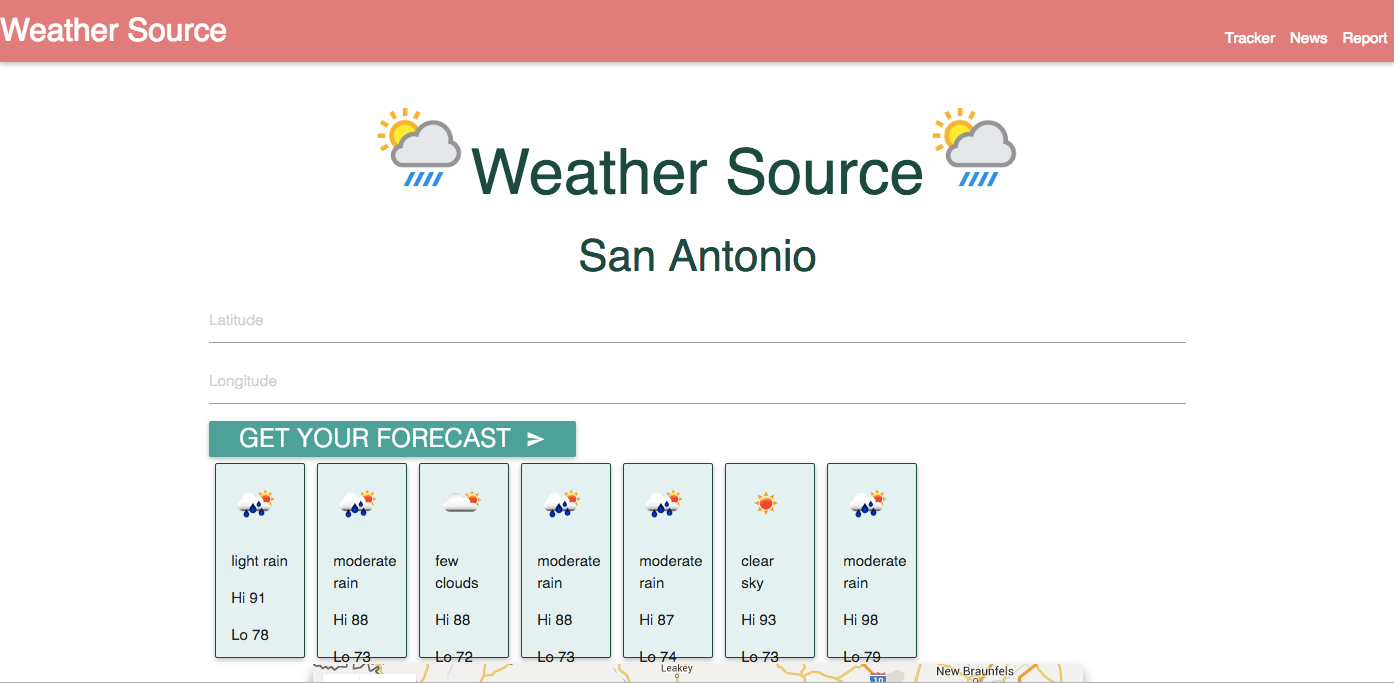 Weather Source
Tracker News Report
Weather Source
San Antonio
Latitude
Longitude
GET YOUR FORECAST
light rain
Hi 91
Lo 78
moderate
rain
Hi 88
Lo 73
few
clouds
Hi 88
Lo 72
moderate
rain
Hi 88
Lo 73
moderate
rain
Hi 87
Lo 74
clear
sky
Hi 93
Lo 73
moderate
rain
Hi 98
Lo 79
Leakey
10
New Braunfels